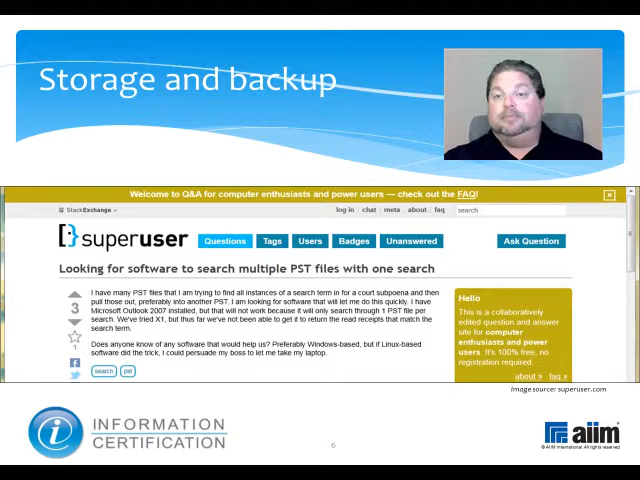 Storage and backup
Welcome to Q&A for computer enthusiasts and power users — check out the FAQ!
StackExchange
log in | chat | meta | about | faq
search
superuser
Questions
Tags
Users
Badges
Unanswered
Ask Question
Looking for software to search multiple PST files with one search
3
1
I have many PST files that I am trying to find all instances of a search term in for a court subpoena and then
pull those out, preferably into another PST. I am looking for software that will let me do this quickly. I have
Microsoft Outlook 2007 installed, but that will not work because it will only search through 1 PST file per
search. We've tried X1, but thus far we've not been able to get it to return the read receipts that match the
search term.
Does anyone know of any software that would help us? Preferably Windows-based, but if Linux-based
software did the trick, I could persuade my boss to let me take my laptop.
search
pst
Hello
This is a collaboratively
edited question and answer
site for computer
enthusiasts and power
users. It's 100% free, no
registration required.
about » faq »
Image source: superuser.com
INFORMATION
CERTIFICATION
6
aiim
© AIIM International. All rights reserved